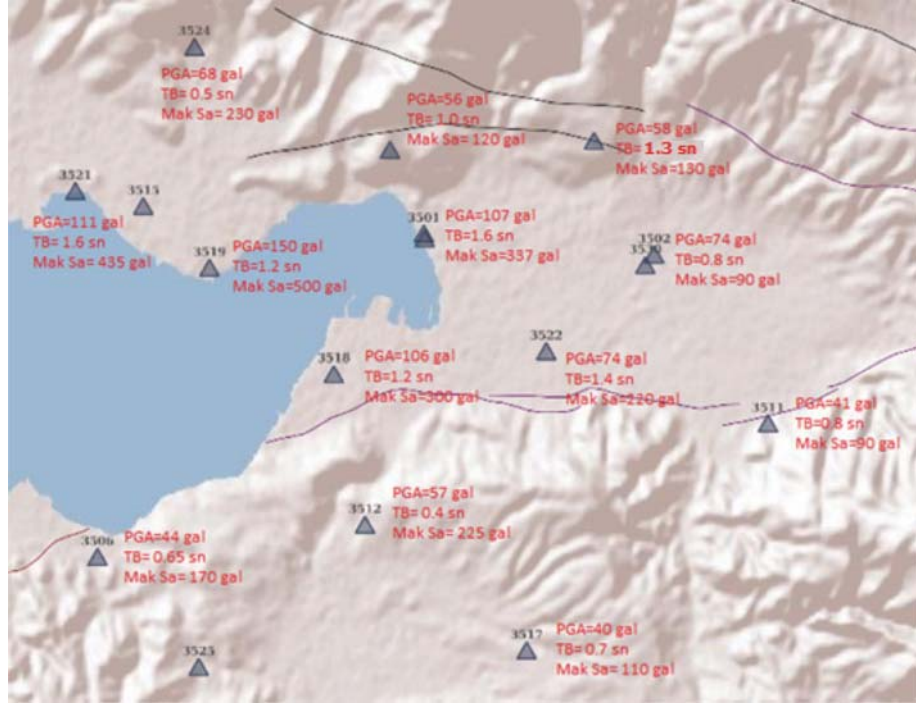 3524
PGA=68 gal
TB= 0.5 sn
Mak Sa= 230 gal
PGA=56 gal
TB= 1.0 sn
Mak Sa= 120 gal
PGA=58 gal
TB= 1.3 sn
Mak Sa=130 gal
3521
3515
PGA=111 gal
TB= 1.6 sn
Mak Sa= 435 gal
3519
PGA=150 gal
TB=1.2 sn
Mak Sa=500 gal
3501
PGA=107 gal
TB=1.6 sn
Mak Sa=337 gal
3502
PGA=74 gal
TB=0.8 sn
Mak Sa=90 gal
3518
PGA=106 gal
TB=1.2 sn
Mak Sa=300 gal
3522
PGA=74 gal
TB=1.4 sn
Mak Sa=220 gal
3511
PGA=41 gal
TB=0.8 sn
Mak Sa=90 gal
3512
PGA=57 gal
TB= 0.4 sn
Mak Sa= 225 gal
3506
PGA=44 gal
TB= 0.65 sn
Mak Sa= 170 gal
3517
PGA=40 gal
TB= 0.7 sn
Mak Sa= 110 gal
3525